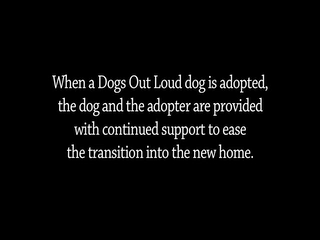 When a Dogs Out Loud dog is adopted,
the dog and the adopter are provided
with continued support to ease
the transition into the new home.